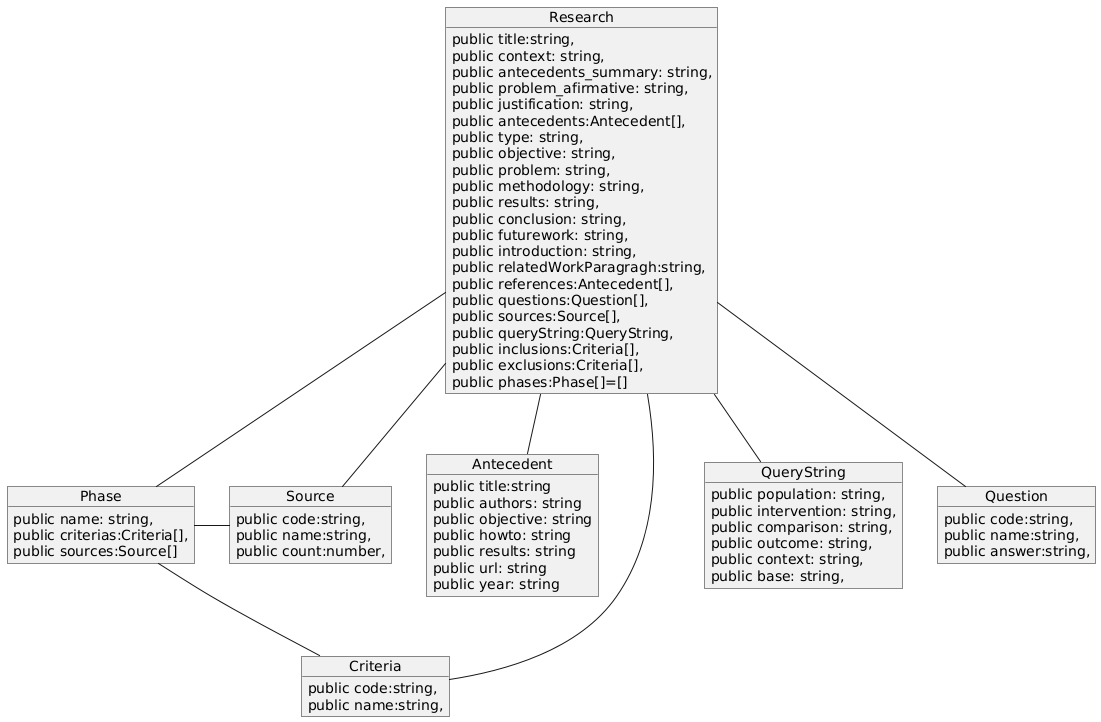 Research
public title:string,
public context: string,
public antecedents_summary: string,
public problem_afirmative: string,
public justification: string,
public antecedents:Antecedent[],
public type: string,
public objective: string,
public problem: string,
public methodology: string,
public results: string,
public conclusion: string,
public futurework: string,
public introduction: string,
public relatedWorkParagragh:string,
public references:Antecedent[],
public questions:Question[],
public sources:Source[],
public queryString:QueryString,
public inclusions:Criteria[],
public exclusions:Criteria[],
public phases:Phase[]=[]
Phase
public name: string,
public criterias:Criteria[],
public sources:Source[]
Source
public code:string,
public name:string,
public count:number,
Antecedent
public title:string
public authors: string
public objective: string
public howto: string
public results: string
public url: string
public year: string
QueryString
public population: string,
public intervention: string,
public comparison: string,
public outcome: string,
public context: string,
public base: string,
Question
public code:string,
public name:string,
public answer:string,
Criteria
public code:string,
public name:string,